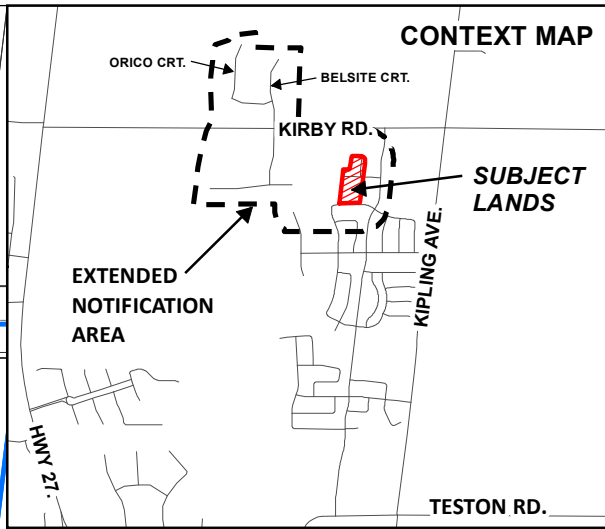 CONTEXT MAP
ORICO CRT.
BELSITE CRT.
KIRBY RD.
SUBJECT
LANDS
EXTENDED
NOTIFICATION
AREA
KIPLING AVE.
HWY 27.
TESTON RD.